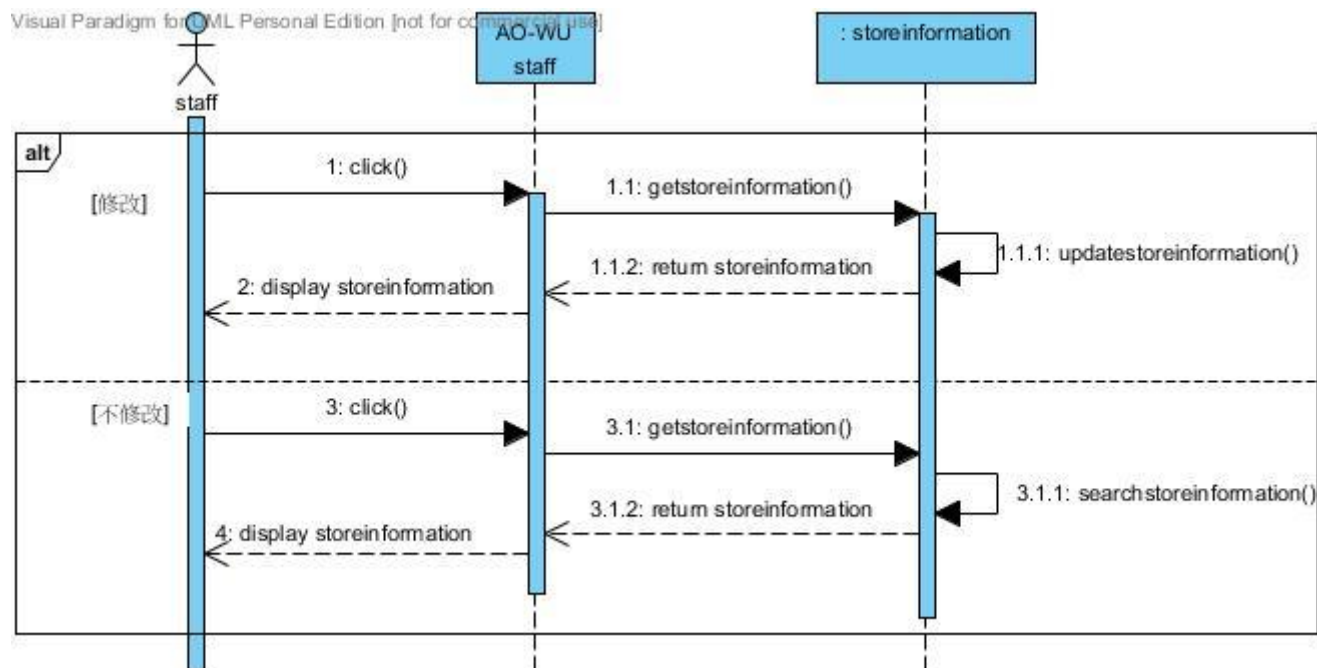 Visual Paradigm for UML Personal Edition [not for commercial use]
AO-WU
staff
: storeinformation
staff
alt
1: click()
1.1: getstoreinformation()
[修改]
1.1.1: updatestoreinformation()
1.1.2: return storeinformation
2: display storeinformation
[不修改]
3: click()
3.1: getstoreinformation()
3.1.1: searchstoreinformation()
3.1.2: return storeinformation
4: display storeinformation